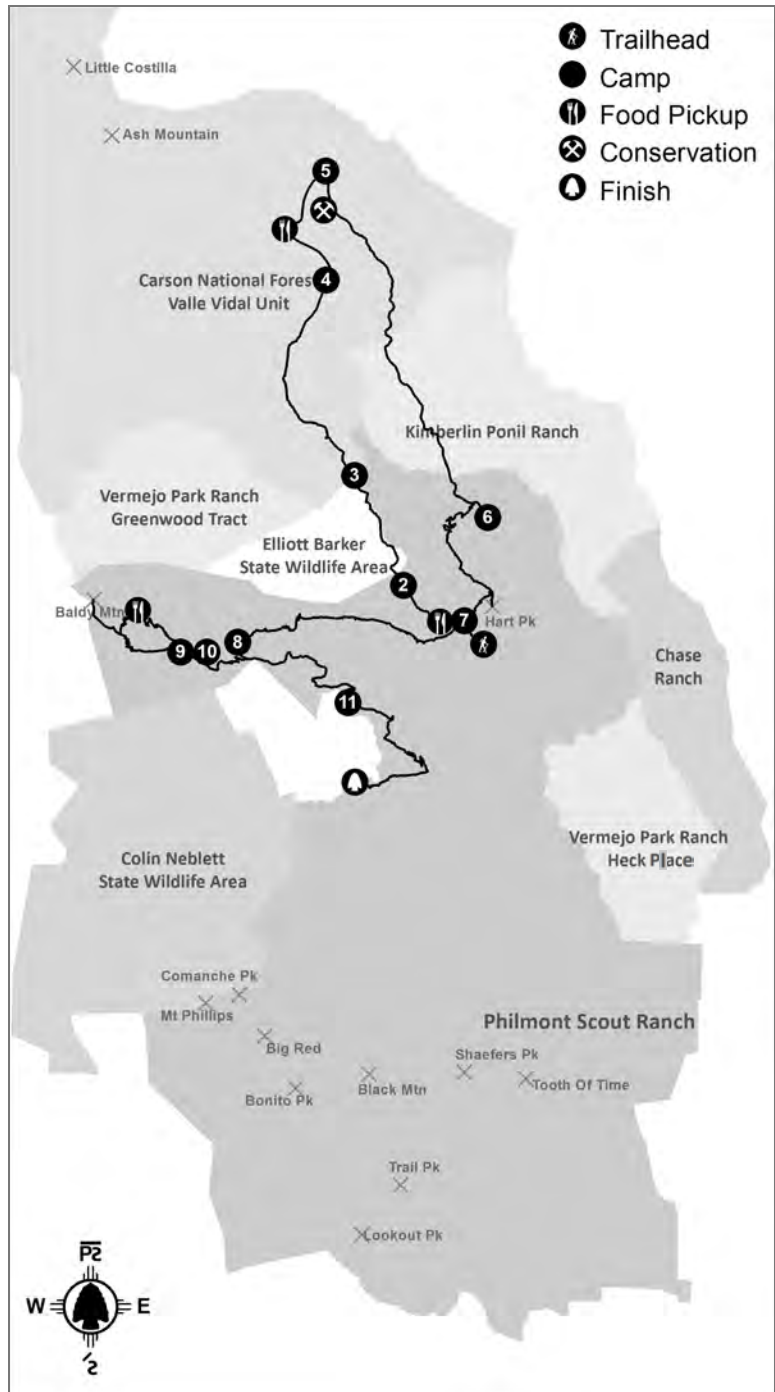 Trailhead
Camp
Food Pickup
Conservation
Finish
Little Costilla
Ash Mountain
5
4
Carson National Fores
Valle Vidal Unit
Kimberlin Ponil Ranch
3
Vermejo Park Ranch
Greenwood Tract
6
Elliott Barker
State Wildlife Area
2
Baldy Mtn
7
Hart Pk
8
9
10
Chase
Ranch
11
Vermejo Park Ranch
Heck Place
Colin Neblett
State Wildlife Area
Comanche Pk
Mt Phillips
Philmont Scout Ranch
Big Red
Shaefers Pk
Black Mtn
Tooth Of Time
Bonito Pk
Trail Pk
Lookout Pk
W
E